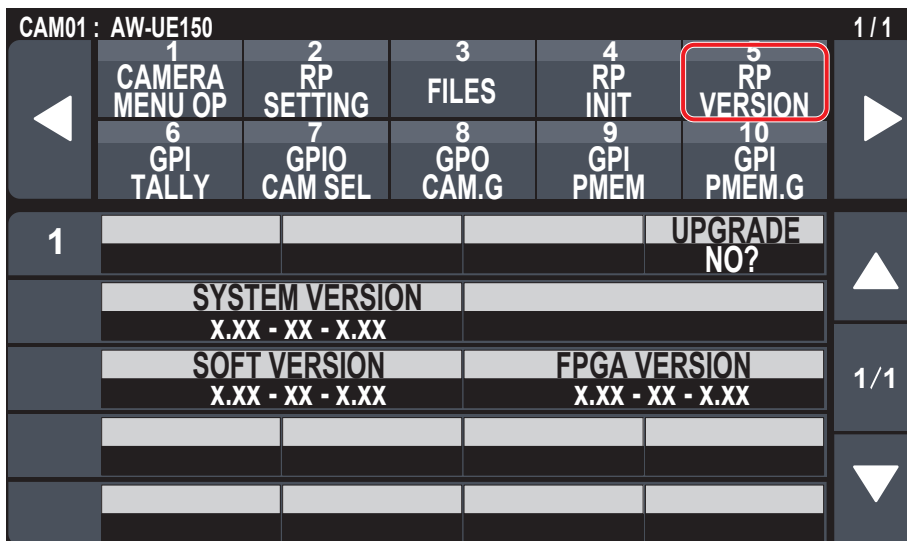 CAM01 : AW-UE150 1 / 1
1 2 3 4 5
CAMERA MENU OP
RP SETTING
FILES
RP INIT
RP VERSION
6 7 8 9 10
GPI TALLY
GPIO CAM SEL
GPO CAM.G
GPI PMEM
GPI PMEM.G
1
UPGRADE
NO?
SYSTEM VERSION
X.XX - XX - X.XX
SOFT VERSION FPGA VERSION
X.XX - XX - X.XX X.XX - XX - X.XX
1/1